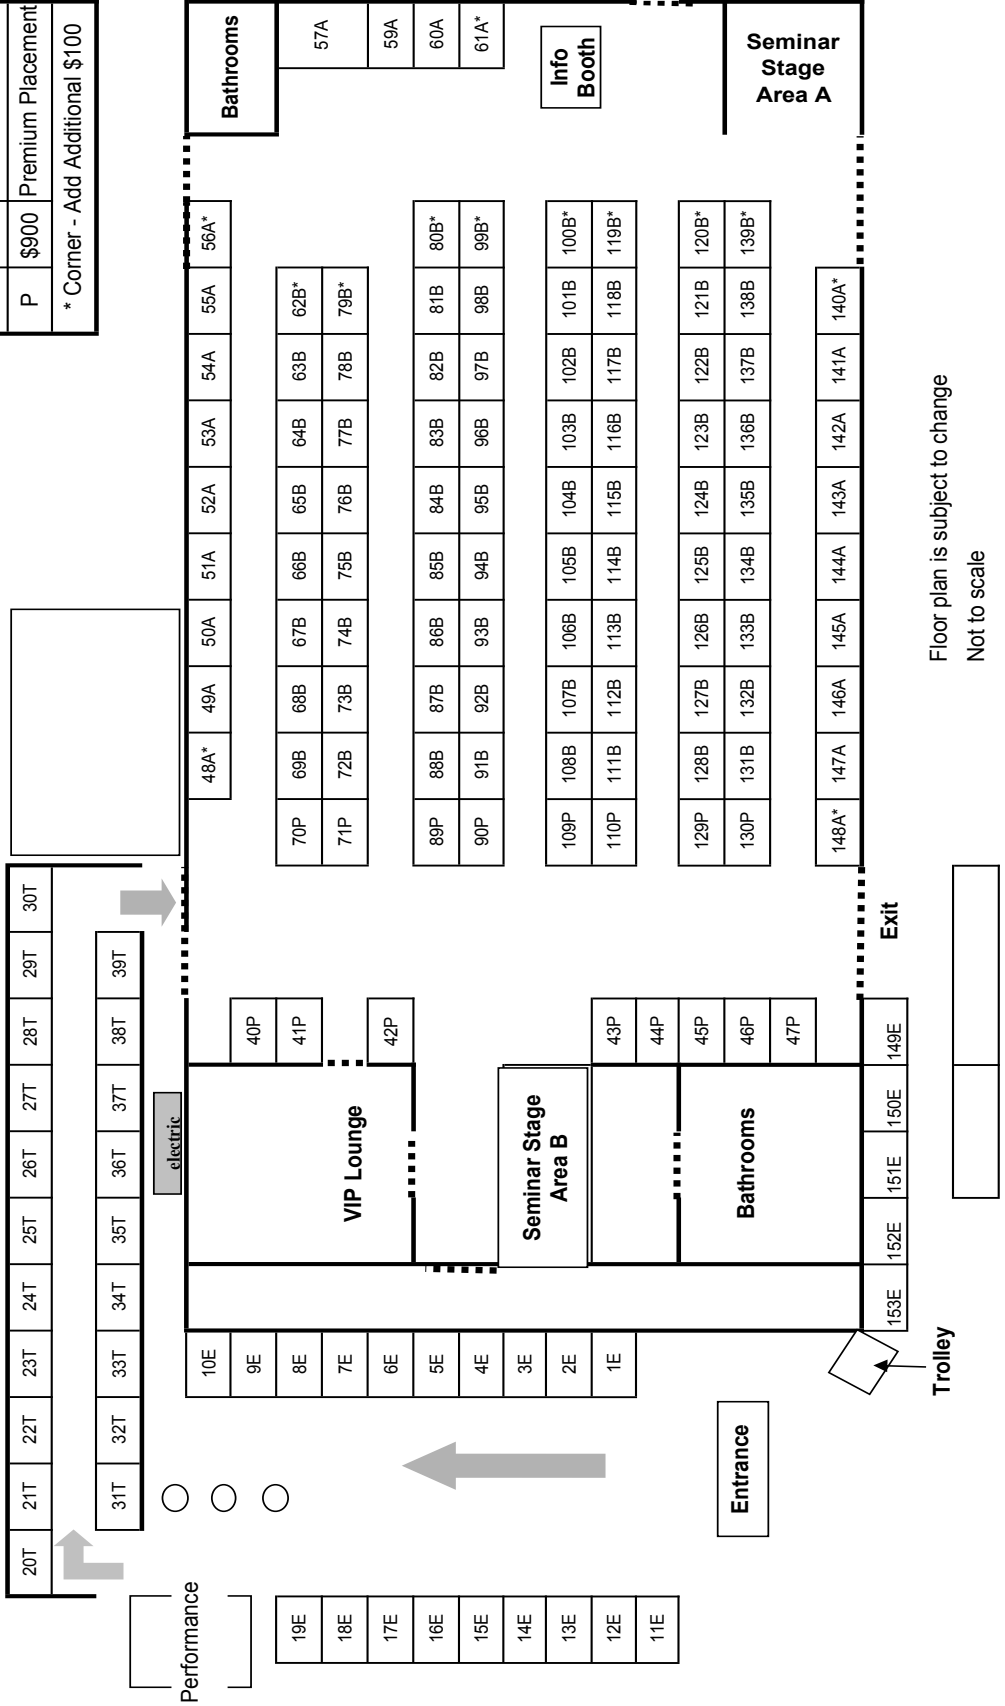 P $900 Premium Placement
* Corner - Add Additional $100
Bathrooms
57A
59A
60A
61A*
Info
Booth
Seminar
Stage
Area A
56A* 55A 54A 53A 52A 51A 50A 49A 48A*
62B* 63B 64B 65B 66B 67B 68B 69B 70P
79B* 78B 77B 76B 75B 74B 73B 72B 71P
80B* 81B 82B 83B 84B 85B 86B 87B 88B 89P
99B* 98B 97B 96B 95B 94B 93B 92B 91B 90P
100B* 101B 102B 103B 104B 105B 106B 107B 108B 109P
119B* 118B 117B 116B 115B 114B 113B 112B 111B 110P
120B* 121B 122B 123B 124B 125B 126B 127B 128B 129P
139B* 138B 137B 136B 135B 134B 133B 132B 131B 130P
140A* 141A 142A 143A 144A 145A 146A 147A 148A*
Floor plan is subject to change
Not to scale
30T 29T 28T 27T 26T 25T 24T 23T 22T 21T 20T
39T 38T 37T 36T 35T 34T 33T 32T 31T
electric
40P
41P
42P
43P
44P
45P
46P
47P
Exit
VIP Lounge
Seminar Stage
Area B
Bathrooms
149E 150E 151E 152E 153E
10E
9E
8E
7E
6E
5E
4E
3E
2E
1E
Trolley
Entrance
Performance
19E
18E
17E
16E
15E
14E
13E
12E
11E